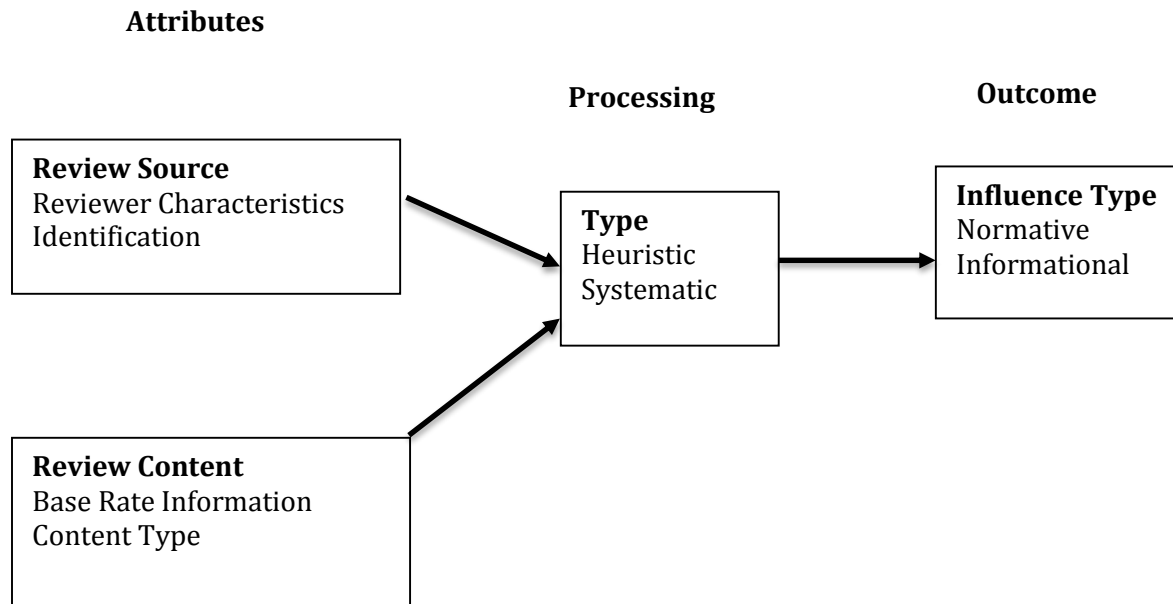 Attributes
Processing
Outcome
Review Source
Reviewer Characteristics
Identification
Type
Heuristic
Systematic
Influence Type
Normative
Informational
Review Content
Base Rate Information
Content Type